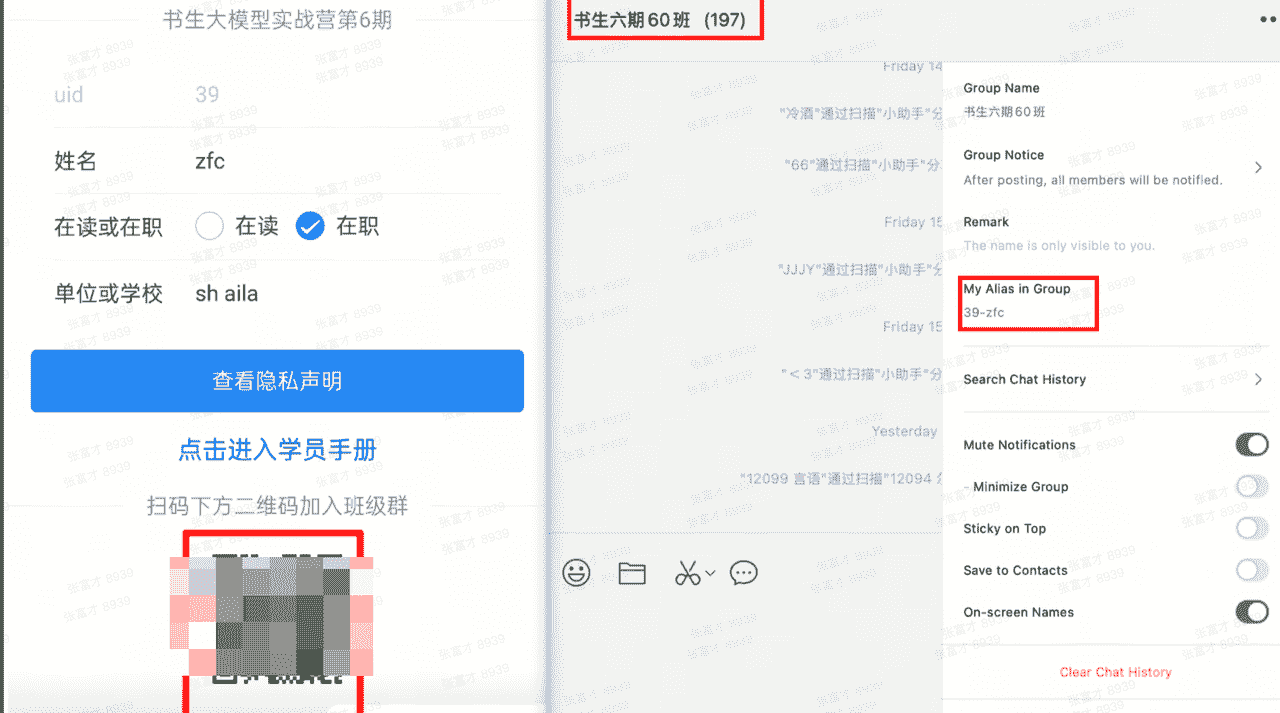 书生大模型实战营第6期
uid 39
姓名 zfc
在读或在职 在读 在职
单位或学校 sh aila
查看隐私声明
点击进入学员手册
扫码下方二维码加入班级群
书生六期60班 (197)
Friday 14
"冷酒"通过扫描"小助手"分
"66"通过扫描"小助手"分
Friday 15
"JJJY"通过扫描"小助手"分
Friday 15
"< 3"通过扫描"小助手"分
Yesterday
"12099 言语"通过扫描"12094
Group Name
书生六期60班
Group Notice
After posting, all members will be notified.
Remark
The name is only visible to you.
My Alias in Group
39-zfc
Search Chat History
Mute Notifications
- Minimize Group
Sticky on Top
Save to Contacts
On-screen Names
Clear Chat History
张富才 8939